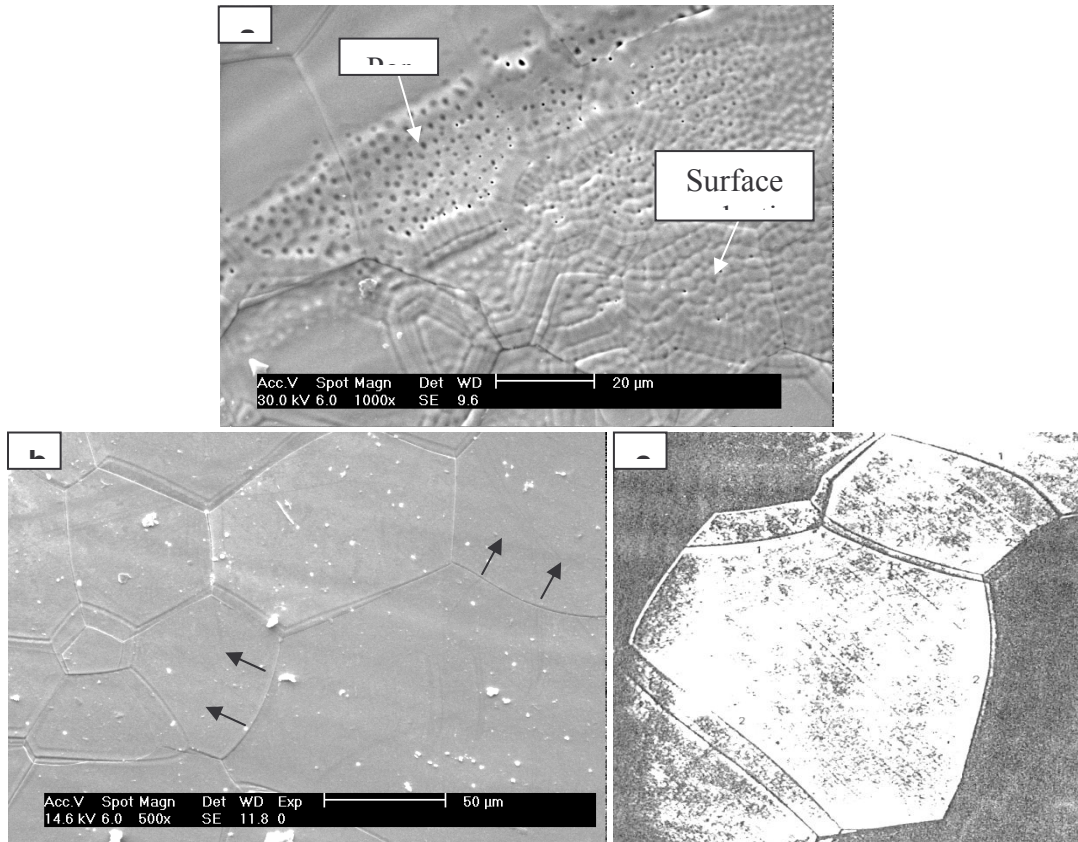 Surface
Acc.V Spot Magn Det WD 20 µm
30.0 kV 6.0 1000x SE 9.6
Acc.V Spot Magn Det WD Exp 50 µm
14.6 kV 6.0 500x SE 11.8 0
1
1
1
2
2
2